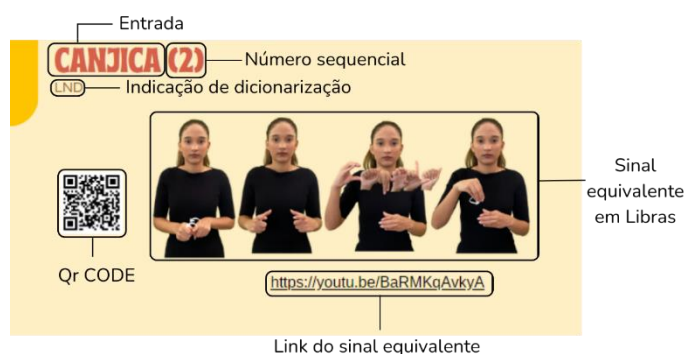 Entrada
CANJICA (2)
Número sequencial
LND
Indicação de dicionarização
Sinal
equivalente
em Libras
Qr CODE
https://youtu.be/BaRMKqAvkyA
Link do sinal equivalente